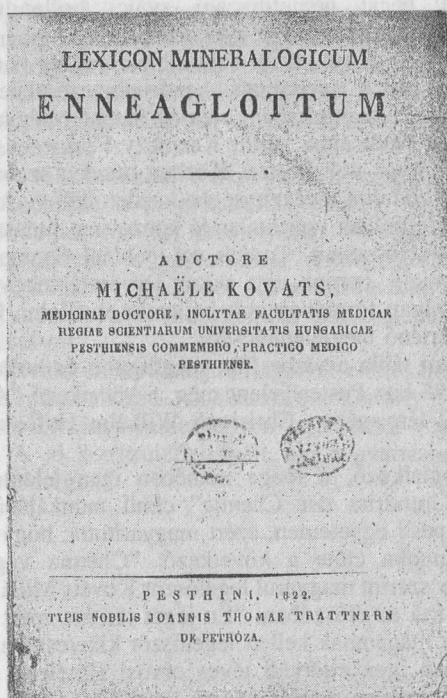 LEXICON MINERALOGICUM
ENNEAGLOTTUM
AUCTORE
MICHAËLE KOVÁTS,
MEDICINAE DOCTORE, INCLYTAE FACULTATIS MEDICAE
REGIAE SCIENTIARUM UNIVERSITATIS HUNGARICAE
PESTHIENSIS COMMEMBRO, PRACTICO MEDICO
PESTHIENSE.
PESTHINI, 1822.
TYPIS NOBILIS JOANNIS THOMAE TRATTNERN
DE PETRÓZA.